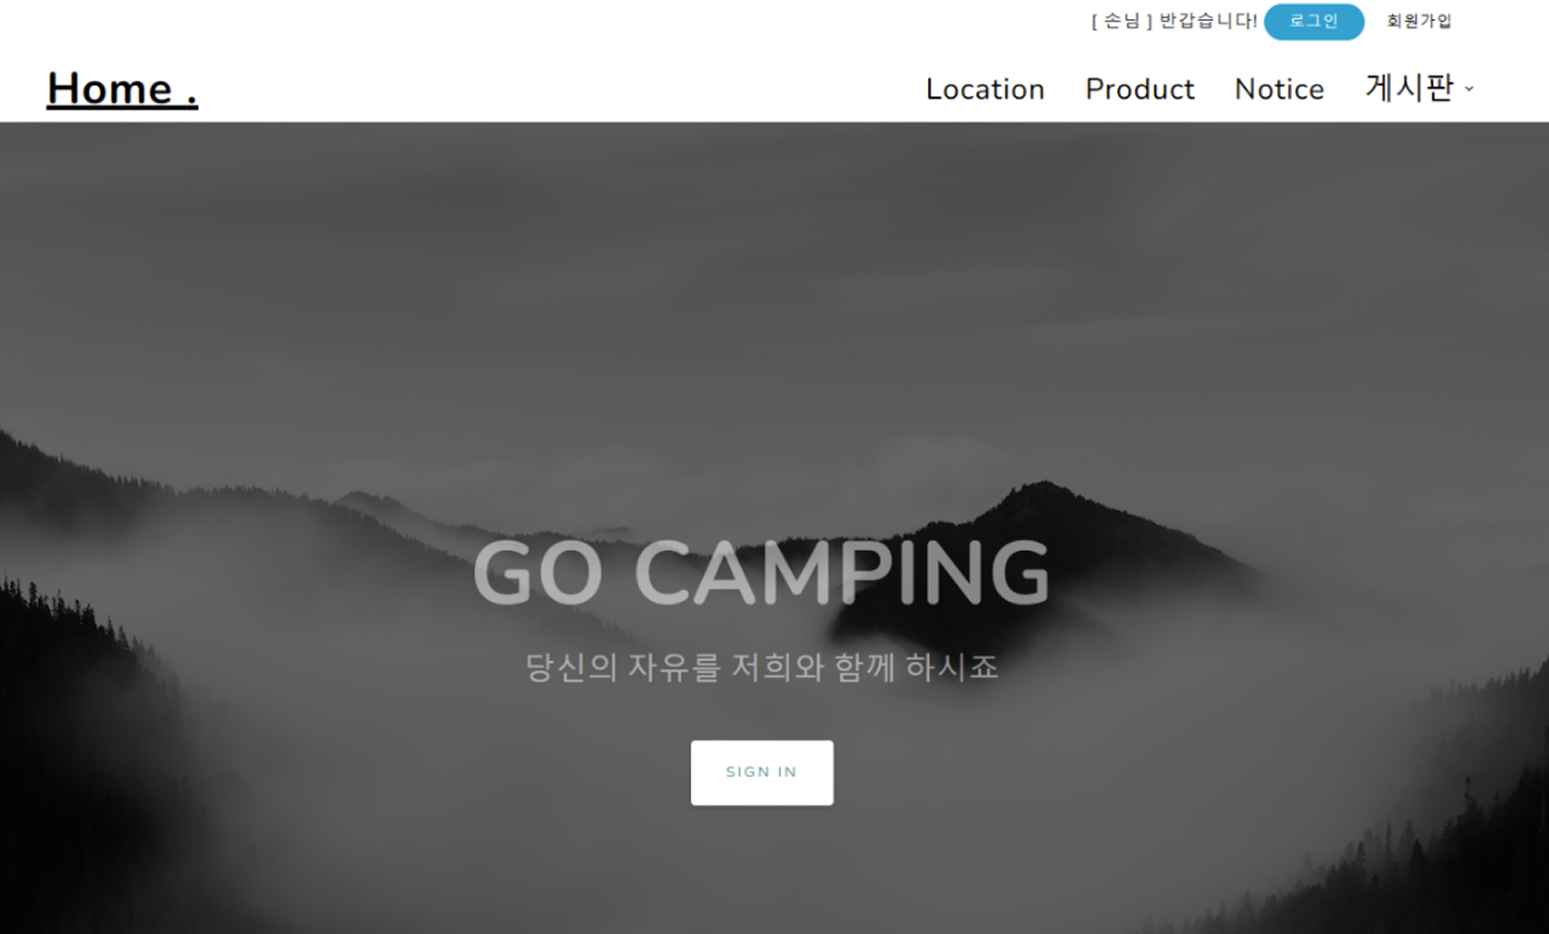 [ 손님 ] 반갑습니다! 로그인 회원가입
Home . Location Product Notice 게시판
GO CAMPING
당신의 자유를 저희와 함께 하시죠
SIGN IN